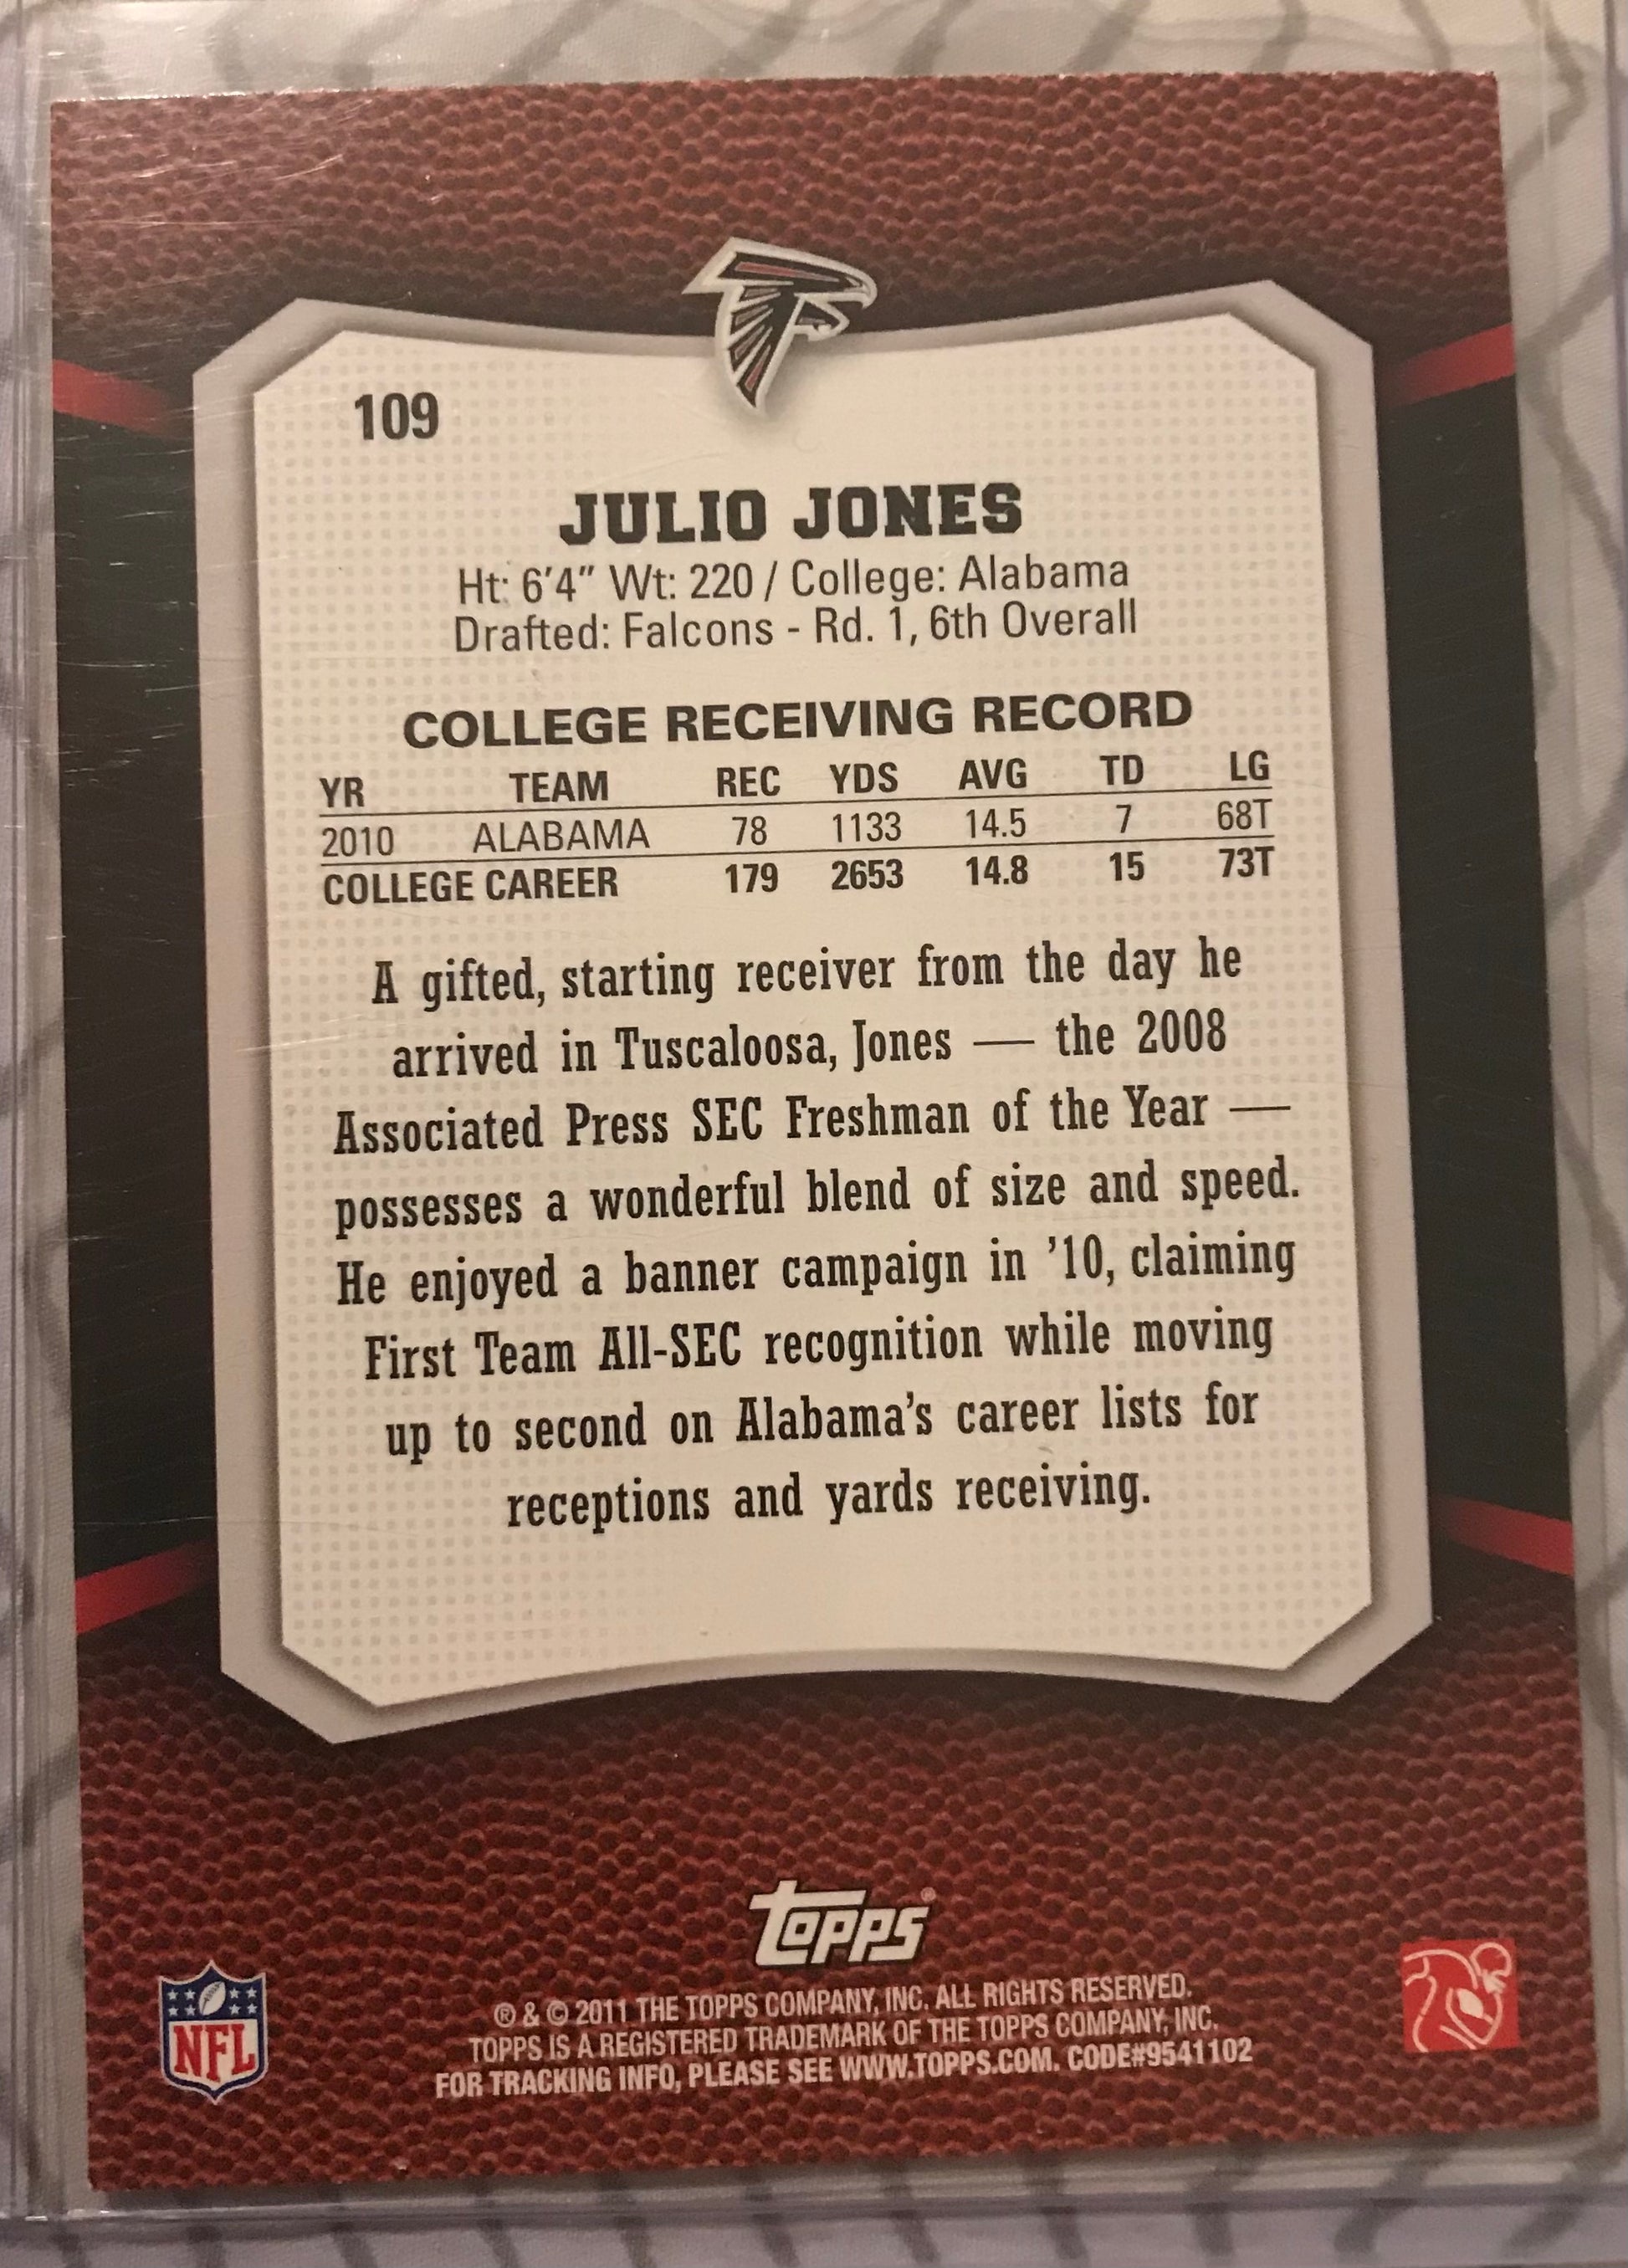 109
JULIO JONES
Ht: 6'4" Wt: 220 / College: Alabama
Drafted: Falcons - Rd. 1, 6th Overall
COLLEGE RECEIVING RECORD
YR TEAM REC YDS AVG TD LG
2010 ALABAMA 78 1133 14.5 7 68T
COLLEGE CAREER 179 2653 14.8 15 73T
A gifted, starting receiver from the day he
arrived in Tuscaloosa, Jones — the 2008
Associated Press SEC Freshman of the Year —
possesses a wonderful blend of size and speed.
He enjoyed a banner campaign in '10, claiming
First Team All-SEC recognition while moving
up to second on Alabama's career lists for
receptions and yards receiving.
topps®
® & © 2011 THE TOPPS COMPANY, INC. ALL RIGHTS RESERVED.
TOPPS IS A REGISTERED TRADEMARK OF THE TOPPS COMPANY, INC.
FOR TRACKING INFO, PLEASE SEE WWW.TOPPS.COM. CODE#9541102
NFL